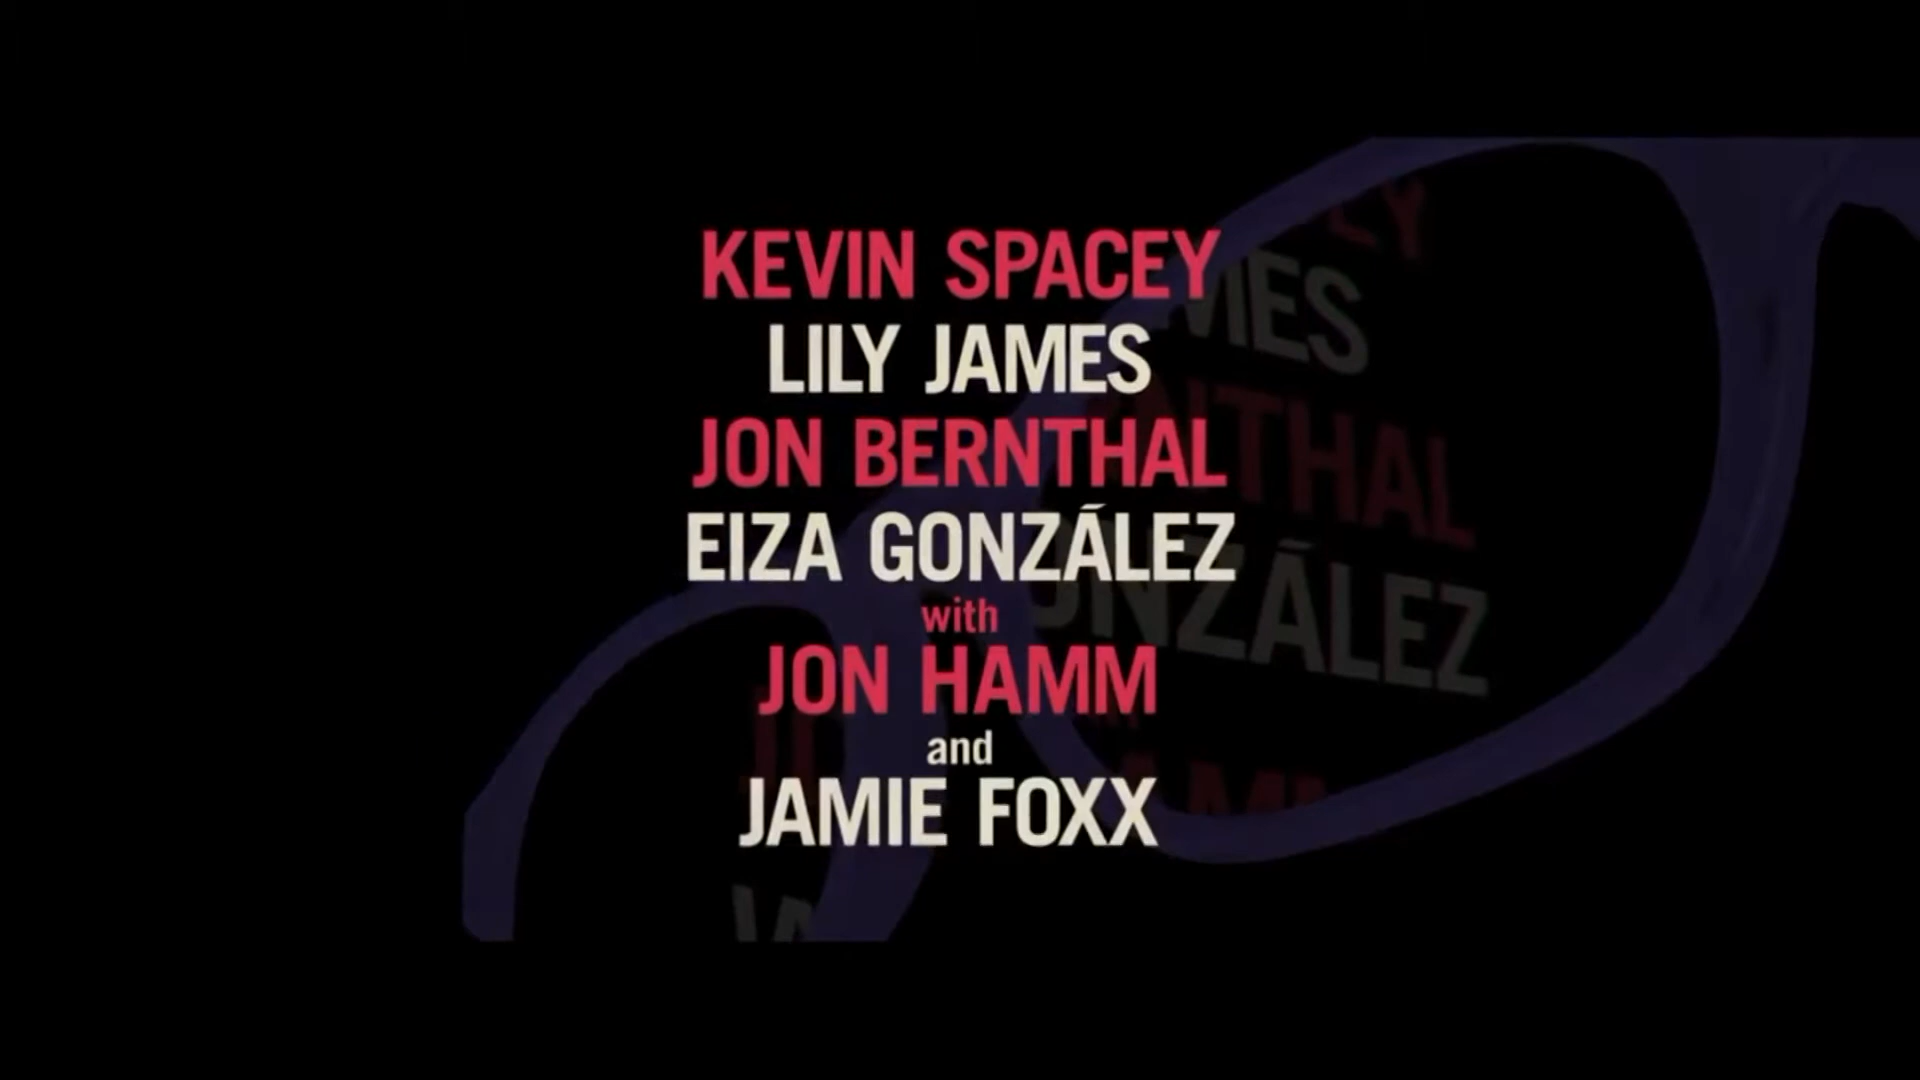 KEVIN SPACEY
LILY JAMES
JON BERNTHAL
EIZA GONZÁLEZ
with
JON HAMM
and
JAMIE FOXX